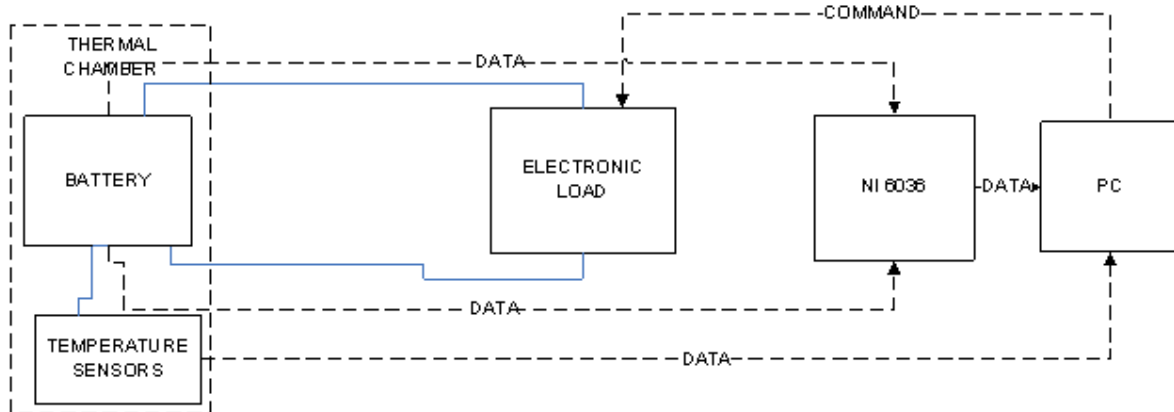 COMMAND
THERMAL
CHAMBER
DATA
BATTERY
ELECTRONIC
LOAD
NI 6036
DATA
PC
DATA
TEMPERATURE
SENSORS
DATA